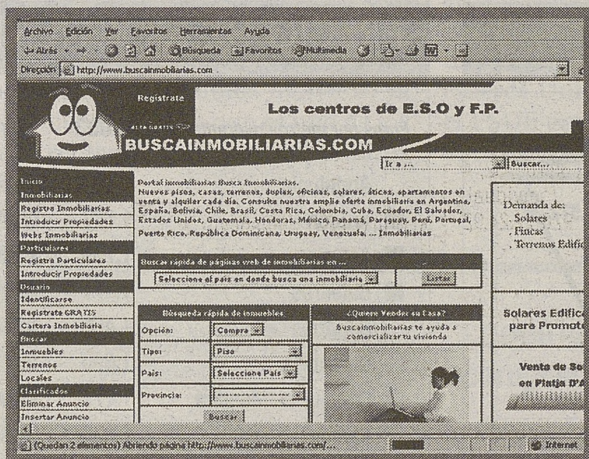 Archivo Edición Ver Favoritos Herramientas Ayuda
Atrás Búsqueda Favoritos Multimedia
Dirección http://www.buscainmobiliarias.com
Registrate
ALTA GRATIS
Los centros de E.S.O y F.P.
BUSCAINMOBILIARIAS.COM
Ir a ... Buscar...
Inicio
Inmobiliarias
Registro Inmobiliarias
Introducir Propiedades
Webs Inmobiliarias
Particulares
Registro Particulares
Introducir Propiedades
Usuario
Identificarse
Registrate GRATIS
Cartera Inmobiliaria
Buscar
Inmuebles
Terrenos
Locales
Clasificados
Eliminar Anuncio
Insertar Anuncio
Portal inmobiliarias Busca Inmobiliarias.
Nuevos pisos, casas, terrenos, duplex, oficinas, solares, áticos, apartamentos en
venta y alquiler cada día. Consulte nuestra amplia oferte inmobiliaria en Argentina,
España, Bolivia, Chile, Brasil, Costa Rica, Colombia, Cuba, Ecuador, El Salvador,
Estados Unidos, Guatemala, Honduras, México, Panamá, Paraguay, Perú, Portugal,
Puerto Rico, República Dominicana, Uruguay, Venezuela, ... Inmobiliarias
Buscar rápida de páginas web de inmobiliarias en ...
Seleccione el país en donde busca una inmobiliaria Listar
Búsqueda rápida de inmuebles
Opción: Compra
Tipo: Piso
País: Seleccione País
Provincia: --------------------
Buscar
¿Quiere Vender su Casa?
Buscainmobiliarias te ayuda a
comercializar tu vivienda
Demanda de:
. Solares
. Fincas
. Terrenos Edific
Solares Edific
para Promot
Venta de So
en Platja D'A
(Quedan 2 elementos) Abriendo página http://www.buscainmobiliarias.com/... Internet